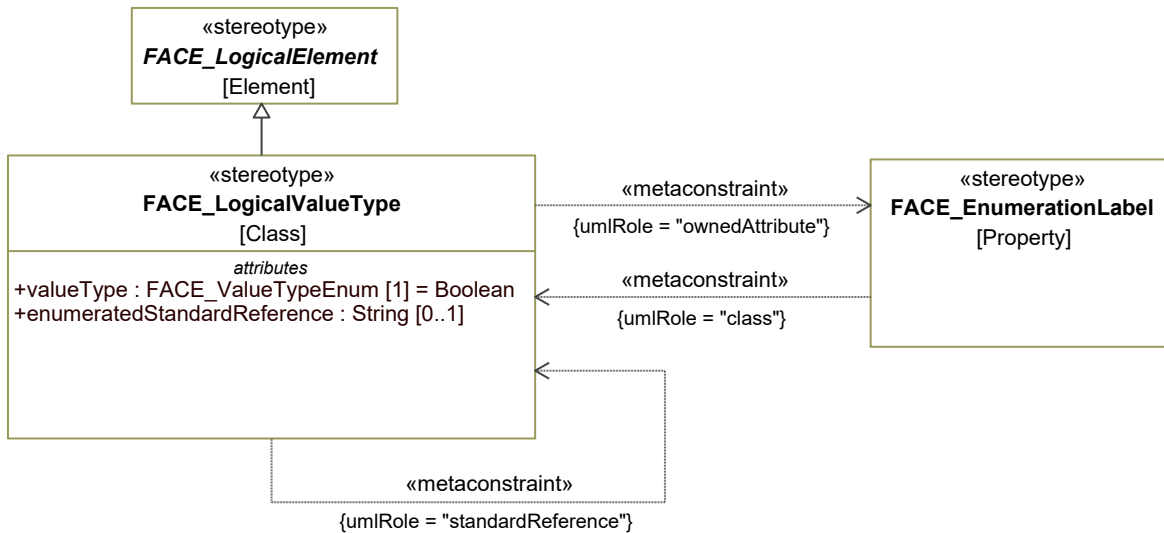 «stereotype»
FACE_LogicalElement
[Element]
«stereotype»
FACE_LogicalValueType
[Class]
attributes
+valueType : FACE_ValueTypeEnum [1] = Boolean
+enumeratedStandardReference : String [0..1]
«metaconstraint»
{umlRole = "ownedAttribute"}
«metaconstraint»
{umlRole = "class"}
«stereotype»
FACE_EnumerationLabel
[Property]
«metaconstraint»
{umlRole = "standardReference"}